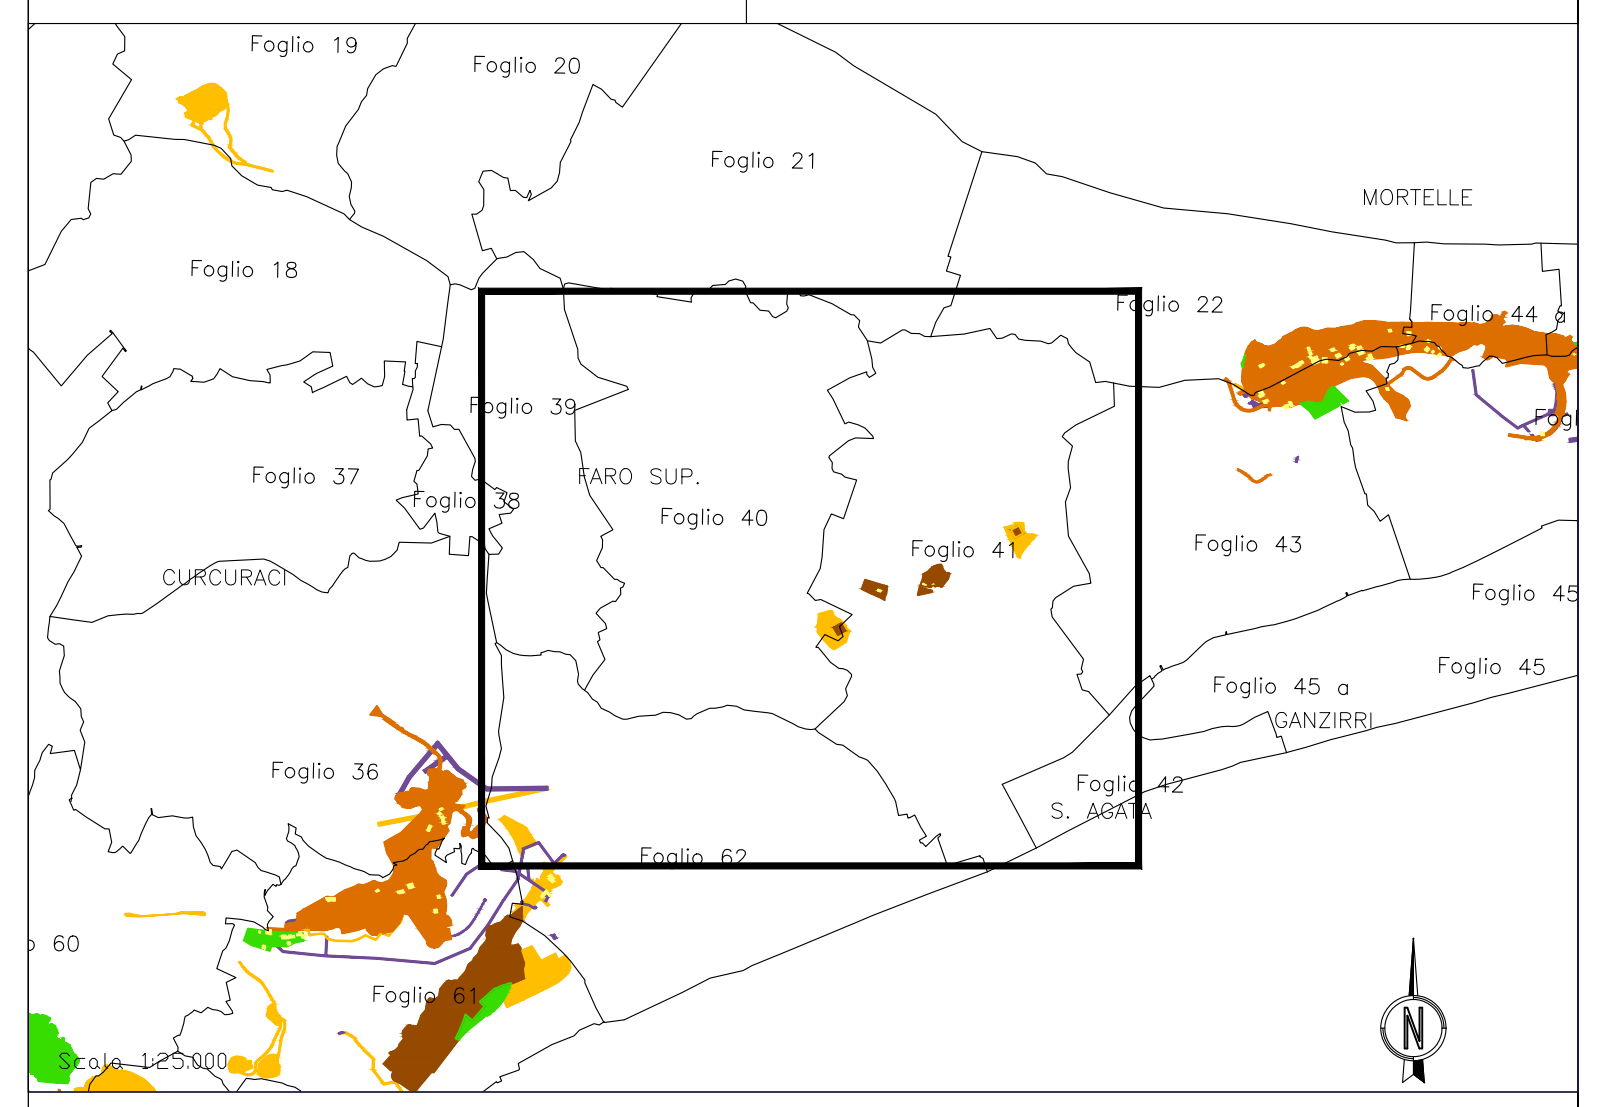 Foglio 19
Foglio 20
Foglio 21
MORTELLE
Foglio 18
Foglio 22
Foglio 44 a
Foglio 39
Fogl
Foglio 37
FARO SUP.
Foglio 38
Foglio 40
Foglio 41
Foglio 43
CURCURACI
Foglio 45
Foglio 45
Foglio 45 a
GANZIRRI
Foglio 36
Foglio 42
S. AGATA
Foglio 62
o 60
Foglio 61
N
Scala 1:25.000